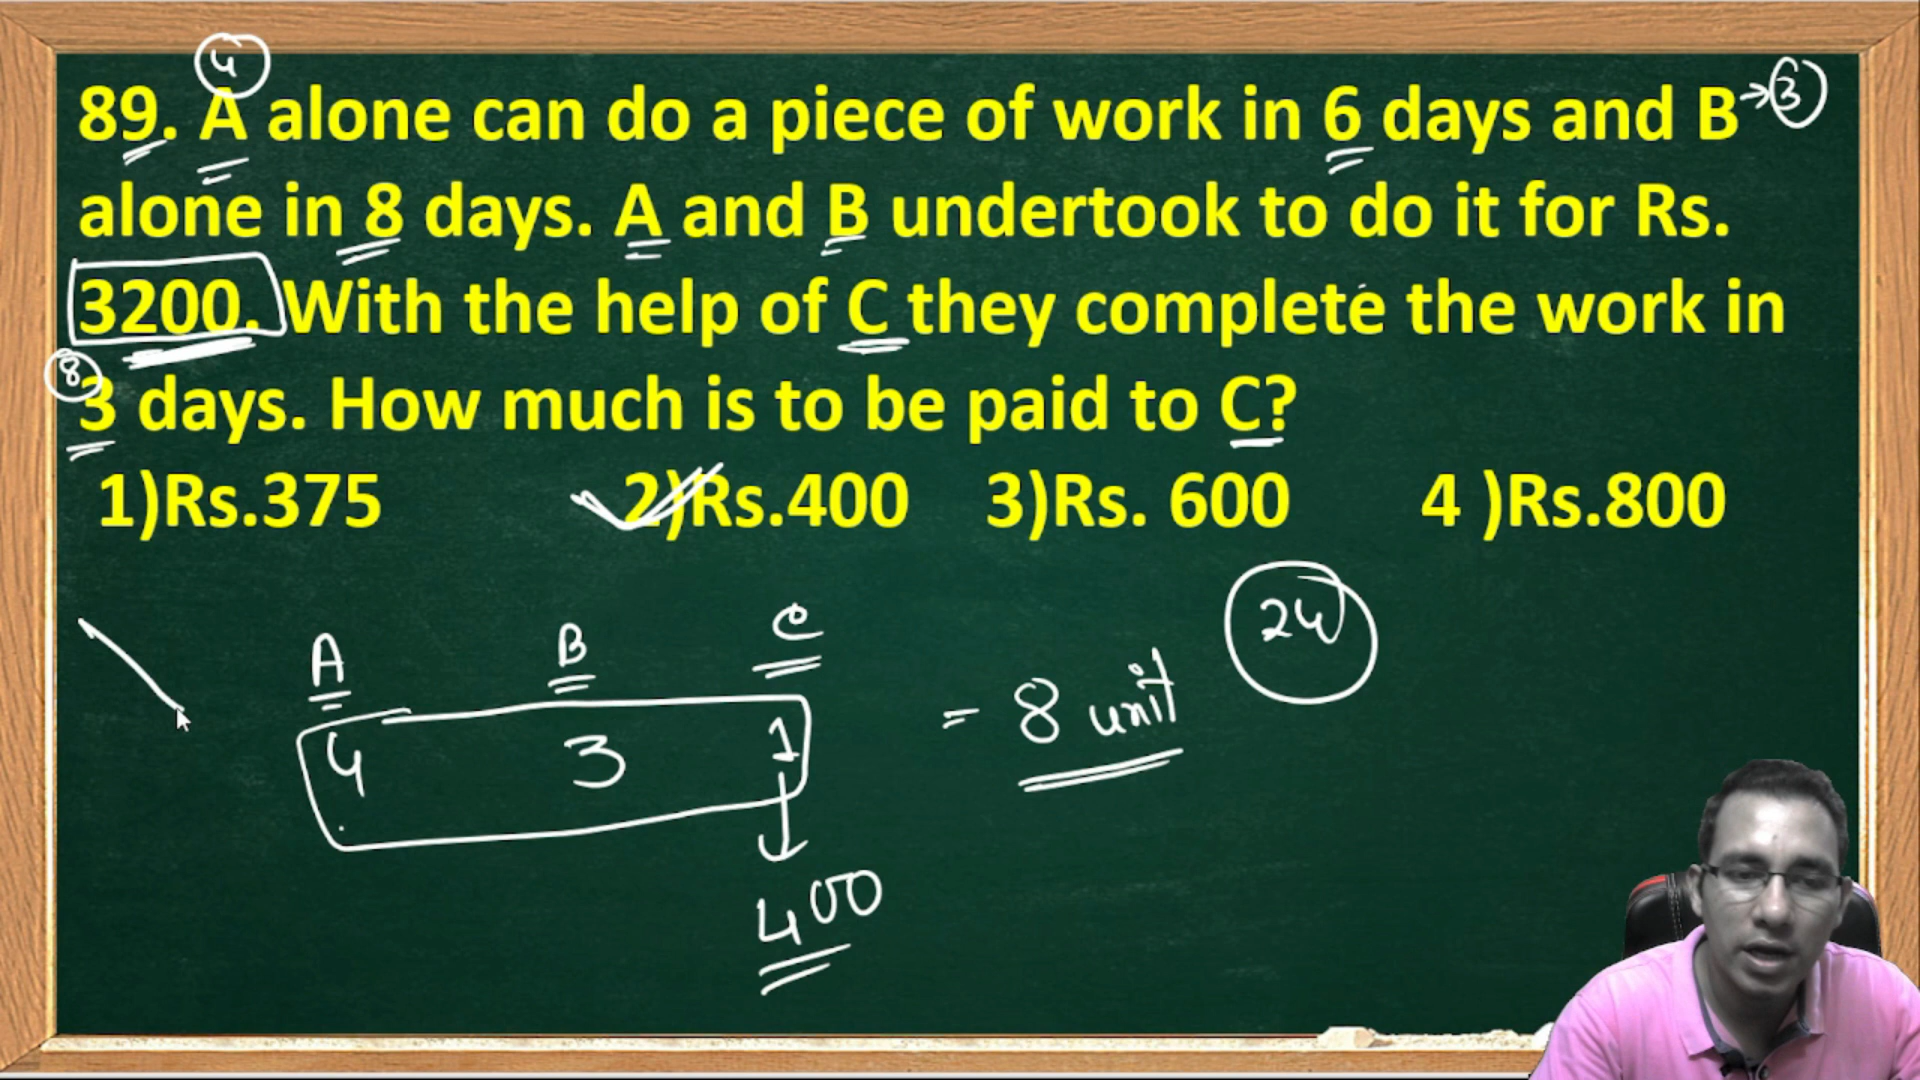 4
89. A alone can do a piece of work in 6 days and B → 3
alone in 8 days. A and B undertook to do it for Rs.
3200. With the help of C they complete the work in
8
3 days. How much is to be paid to C?
1)Rs.375 2)Rs.400 3)Rs. 600 4 )Rs.800
24
A B C
4 3 1 = 8 unit
400